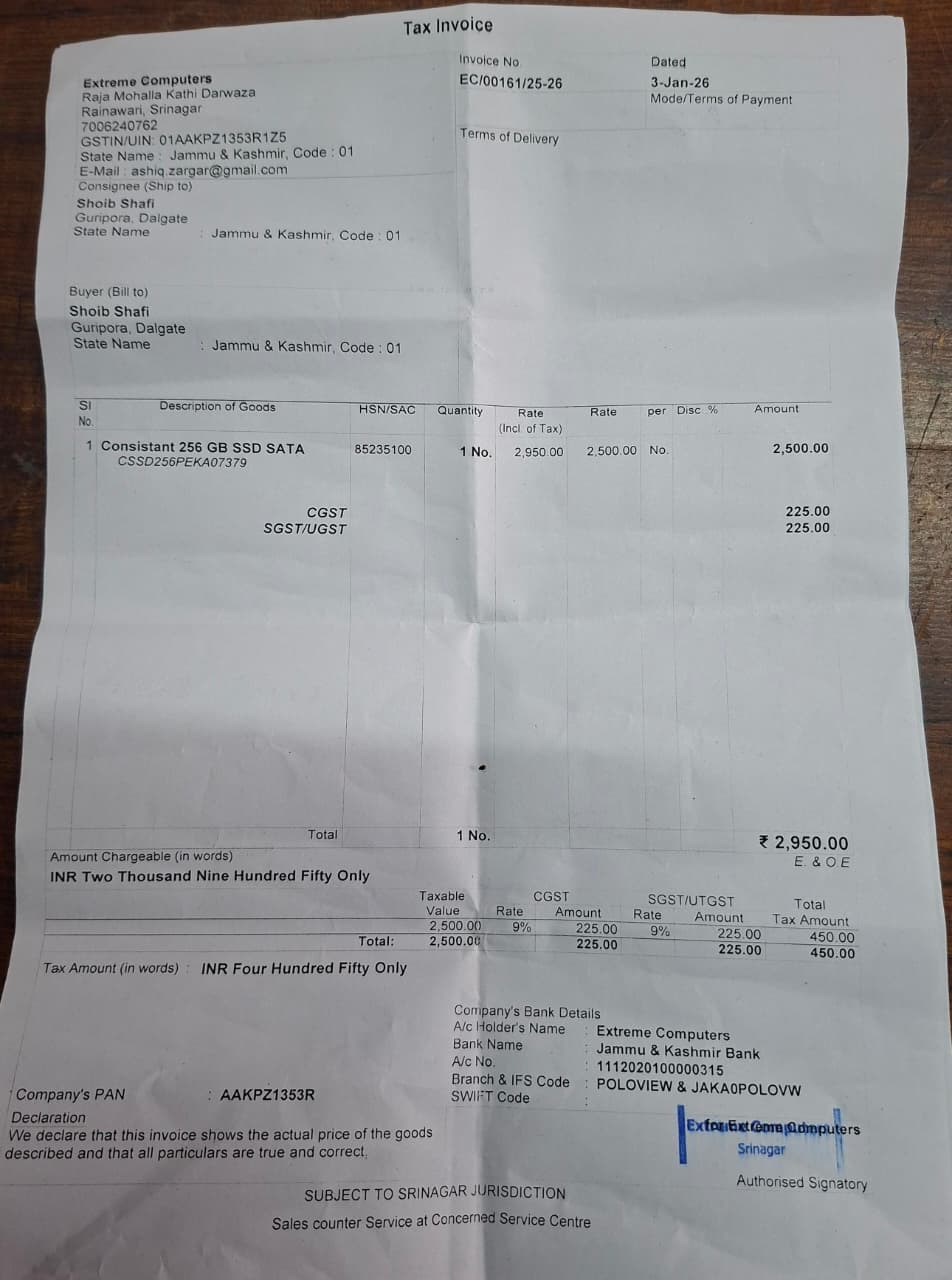 Tax Invoice
Extreme Computers
Raja Mohalla Kathi Darwaza
Rainawari, Srinagar
7006240762
GSTIN/UIN: 01AAKPZ1353R1Z5
State Name : Jammu & Kashmir, Code : 01
E-Mail : ashiq.zargar@gmail.com
Invoice No.
EC/00161/25-26
Dated
3-Jan-26
Mode/Terms of Payment
Terms of Delivery
Consignee (Ship to)
Shoib Shafi
Guripora, Dalgate
State Name : Jammu & Kashmir, Code : 01
Buyer (Bill to)
Shoib Shafi
Guripora, Dalgate
State Name : Jammu & Kashmir, Code : 01
Sl No. Description of Goods HSN/SAC Quantity Rate (Incl. of Tax) Rate per Disc. % Amount
1 Consistant 256 GB SSD SATA 85235100 1 No. 2,950.00 2,500.00 No. 2,500.00
CSSD256PEKA07379
CGST 225.00
SGST/UGST 225.00
Total 1 No. ₹ 2,950.00
Amount Chargeable (in words) E. & O.E
INR Two Thousand Nine Hundred Fifty Only
Taxable Value CGST SGST/UTGST Total Tax Amount
Rate Amount Rate Amount
2,500.00 9% 225.00 9% 225.00 450.00
Total: 2,500.00 225.00 225.00 450.00
Tax Amount (in words) : INR Four Hundred Fifty Only
Company's Bank Details
A/c Holder's Name : Extreme Computers
Bank Name : Jammu & Kashmir Bank
A/c No. : 1112020100000315
Branch & IFS Code : POLOVIEW & JAKA0POLOVW
SWIFT Code :
Company's PAN : AAKPZ1353R
Declaration
We declare that this invoice shows the actual price of the goods
described and that all particulars are true and correct.
for Extreme Computers
Extreme Computers
Srinagar
Authorised Signatory
SUBJECT TO SRINAGAR JURISDICTION
Sales counter Service at Concerned Service Centre